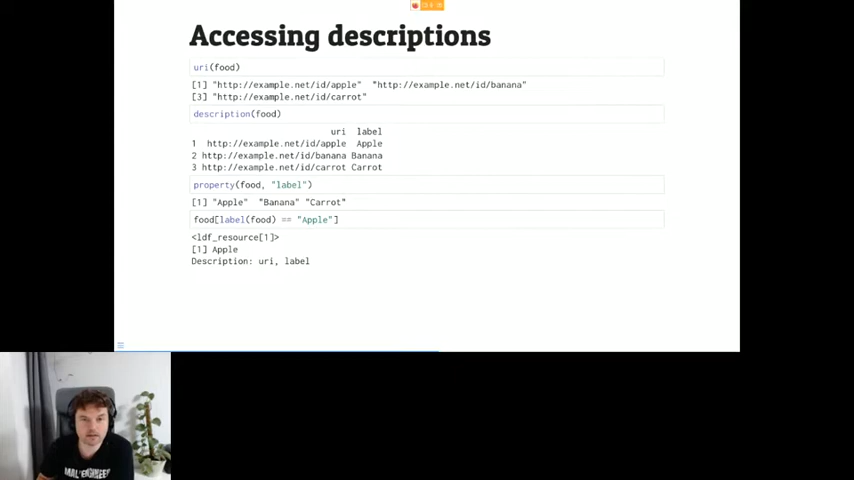 Accessing descriptions
uri(food)
[1] "http://example.net/id/apple"  "http://example.net/id/banana"
[3] "http://example.net/id/carrot"
description(food)
uri  label
1  http://example.net/id/apple  Apple
2 http://example.net/id/banana Banana
3 http://example.net/id/carrot Carrot
property(food, "label")
[1] "Apple"  "Banana" "Carrot"
food[label(food) == "Apple"]
<ldf_resource[1]>
[1] Apple
Description: uri, label